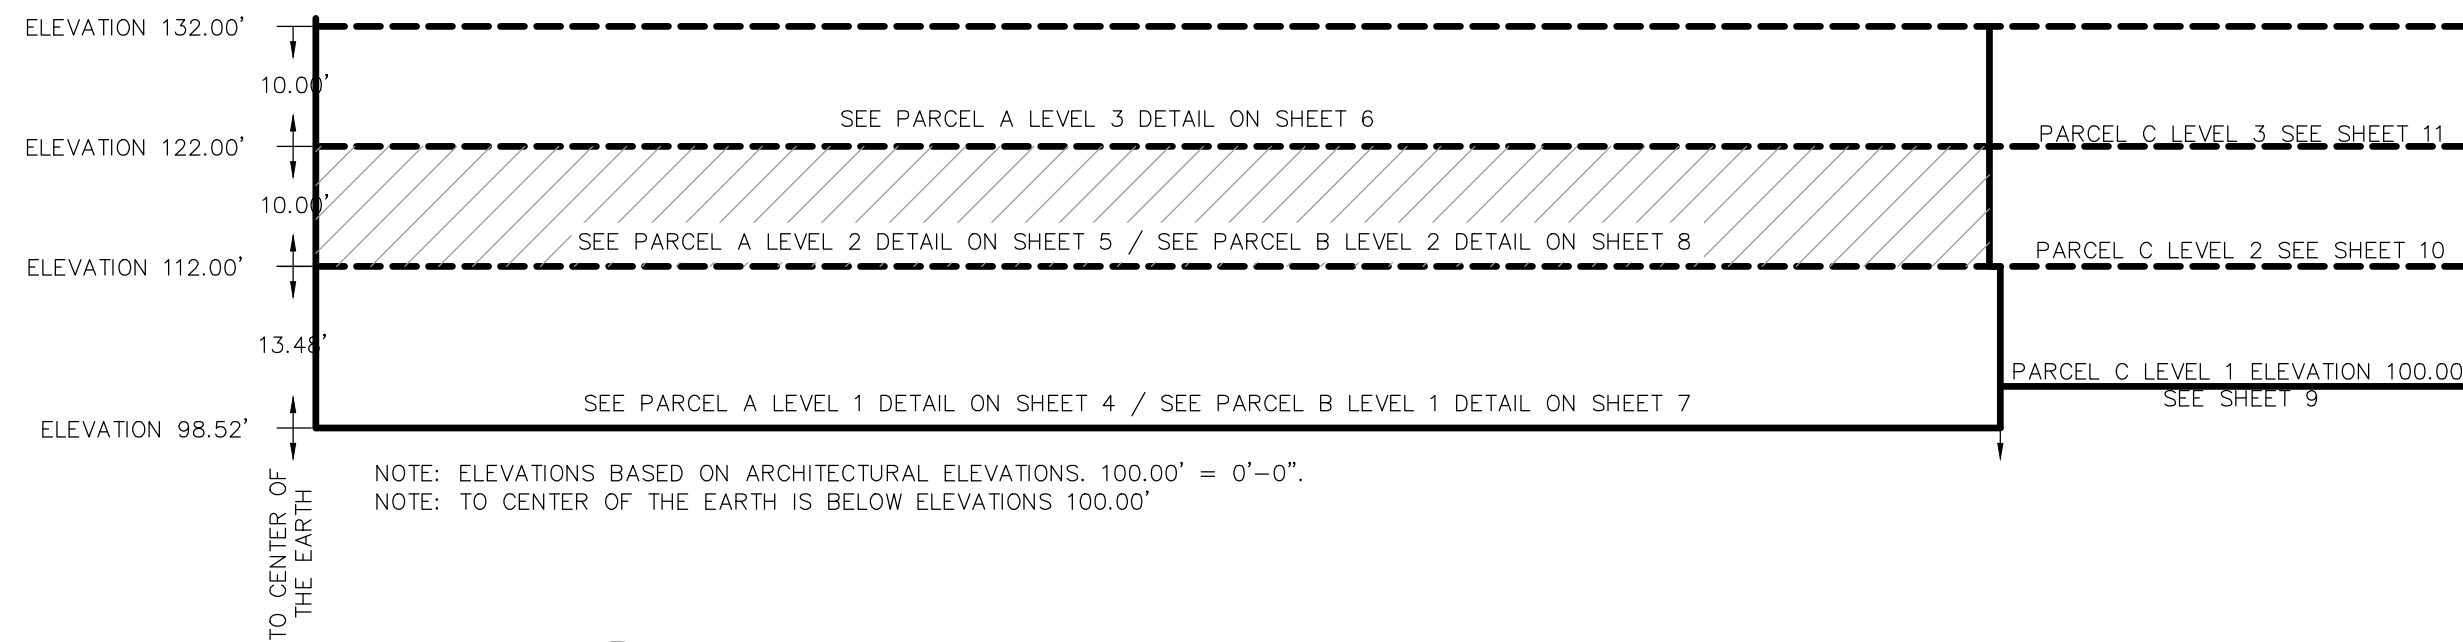 ELEVATION 132.00'
10.00'
SEE PARCEL A LEVEL 3 DETAIL ON SHEET 6
PARCEL C LEVEL 3 SEE SHEET 11
ELEVATION 122.00'
10.00'
SEE PARCEL A LEVEL 2 DETAIL ON SHEET 5 / SEE PARCEL B LEVEL 2 DETAIL ON SHEET 8
PARCEL C LEVEL 2 SEE SHEET 10
ELEVATION 112.00'
13.48'
PARCEL C LEVEL 1 ELEVATION 100.00
SEE SHEET 9
SEE PARCEL A LEVEL 1 DETAIL ON SHEET 4 / SEE PARCEL B LEVEL 1 DETAIL ON SHEET 7
ELEVATION 98.52'
NOTE: ELEVATIONS BASED ON ARCHITECTURAL ELEVATIONS. 100.00' = 0'-0".
NOTE: TO CENTER OF THE EARTH IS BELOW ELEVATIONS 100.00'
TO CENTER OF
THE EARTH